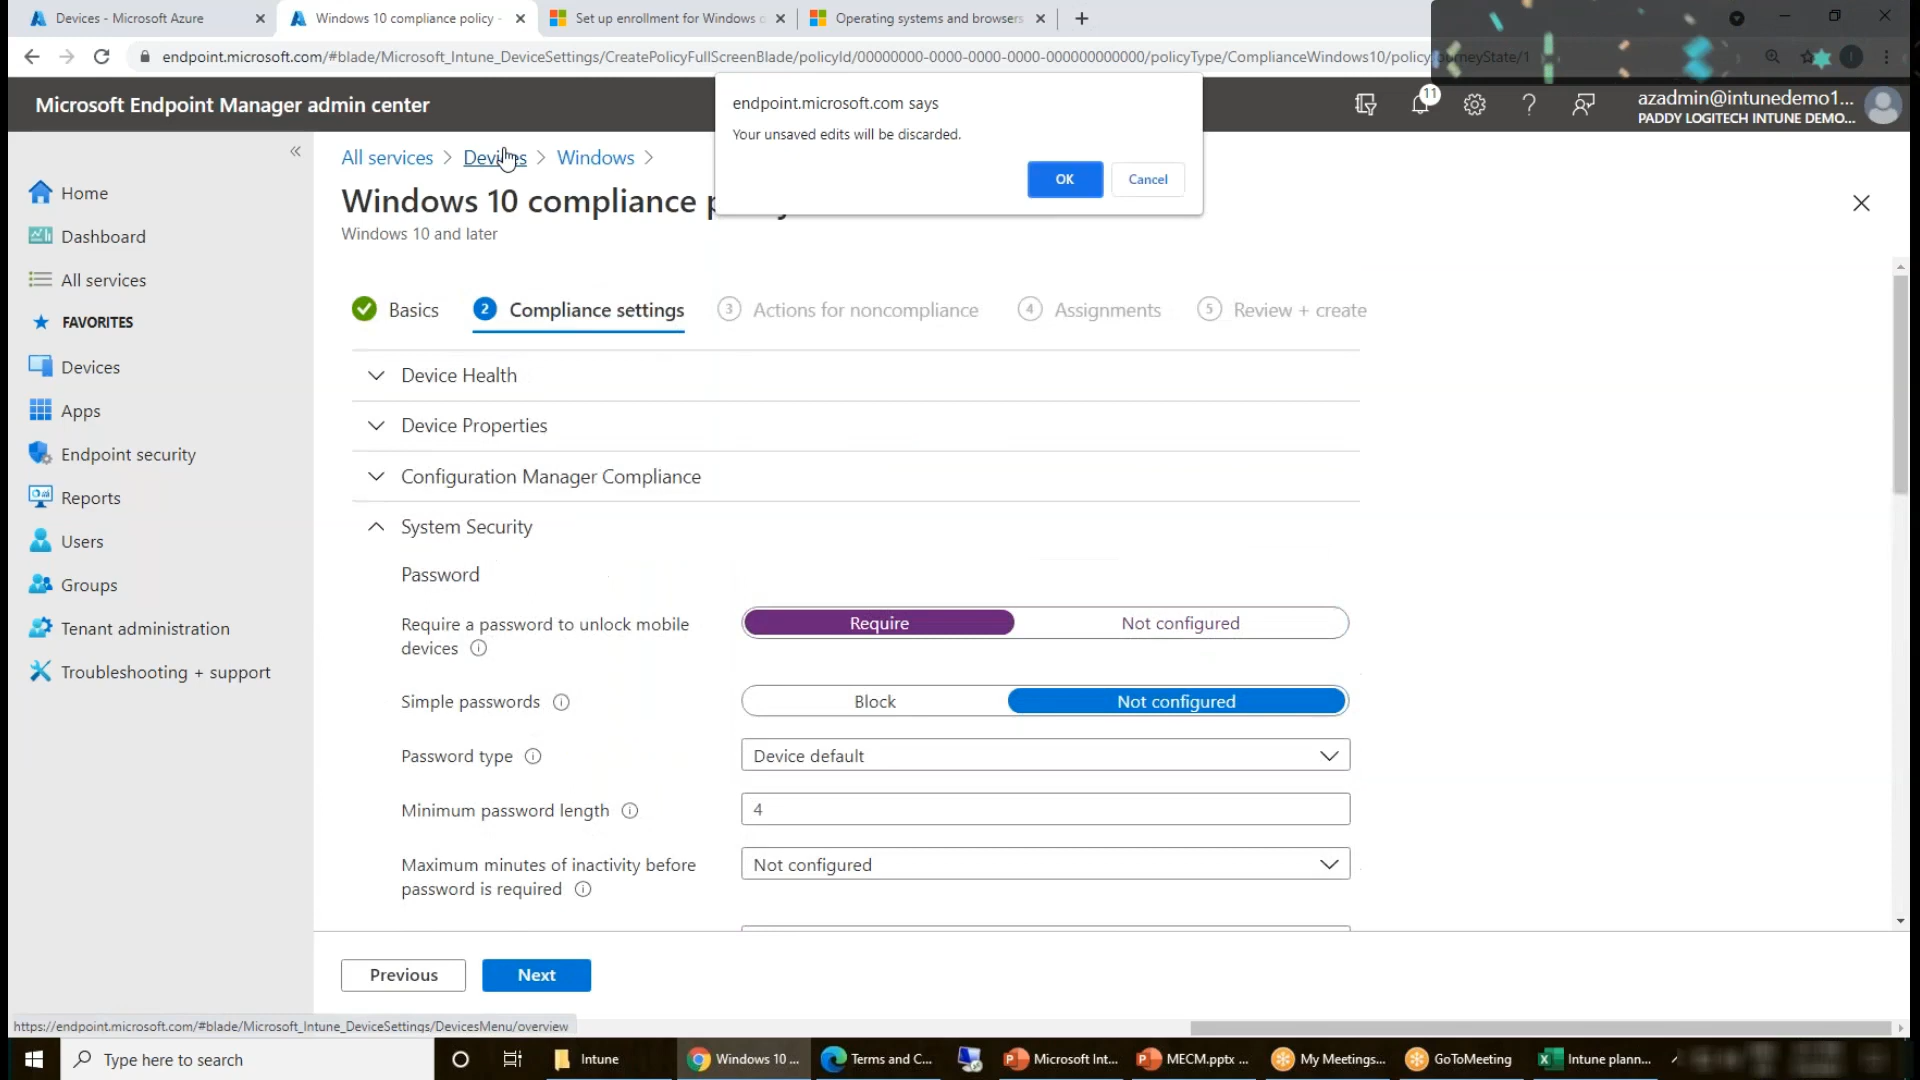 Devices - Microsoft Azure
Windows 10 compliance policy -
Set up enrollment for Windows
Operating systems and browsers
endpoint.microsoft.com/#blade/Microsoft_Intune_DeviceSettings/CreatePolicyFullScreenBlade/policyId/00000000-0000-0000-0000-000000000000/policyType/ComplianceWindows10/policyJourneyState/1
endpoint.microsoft.com says
Your unsaved edits will be discarded.
OK
Cancel
Microsoft Endpoint Manager admin center
11
azadmin@intunedemo1...
PADDY LOGITECH INTUNE DEMO...
All services > Devices > Windows >
Windows 10 compliance
Windows 10 and later
Home
Dashboard
All services
FAVORITES
Devices
Apps
Endpoint security
Reports
Users
Groups
Tenant administration
Troubleshooting + support
Basics
2 Compliance settings
3 Actions for noncompliance
4 Assignments
5 Review + create
Device Health
Device Properties
Configuration Manager Compliance
System Security
Password
Require a password to unlock mobile
devices
Require
Not configured
Simple passwords
Block
Not configured
Password type
Device default
Minimum password length
4
Maximum minutes of inactivity before
password is required
Not configured
Previous
Next
https://endpoint.microsoft.com/#blade/Microsoft_Intune_DeviceSettings/DevicesMenu/overview
Type here to search
Intune
Windows 10 ...
Terms and C...
Microsoft Int...
MECM.pptx ...
My Meetings...
GoToMeeting
Intune plann...